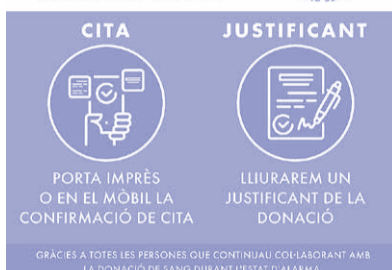 CITA
PORTA IMPRÈS
O EN EL MÒBIL LA
CONFIRMACIÓ DE CITA
JUSTIFICANT
LLIURAREM UN
JUSTIFICANT DE LA
DONACIÓ
GRÀCIES A TOTES LES PERSONES QUE CONTINUAU COL·LABORANT AMB
LA DONACIÓ DE SANG DURANT L'ESTAT D'ALARMA